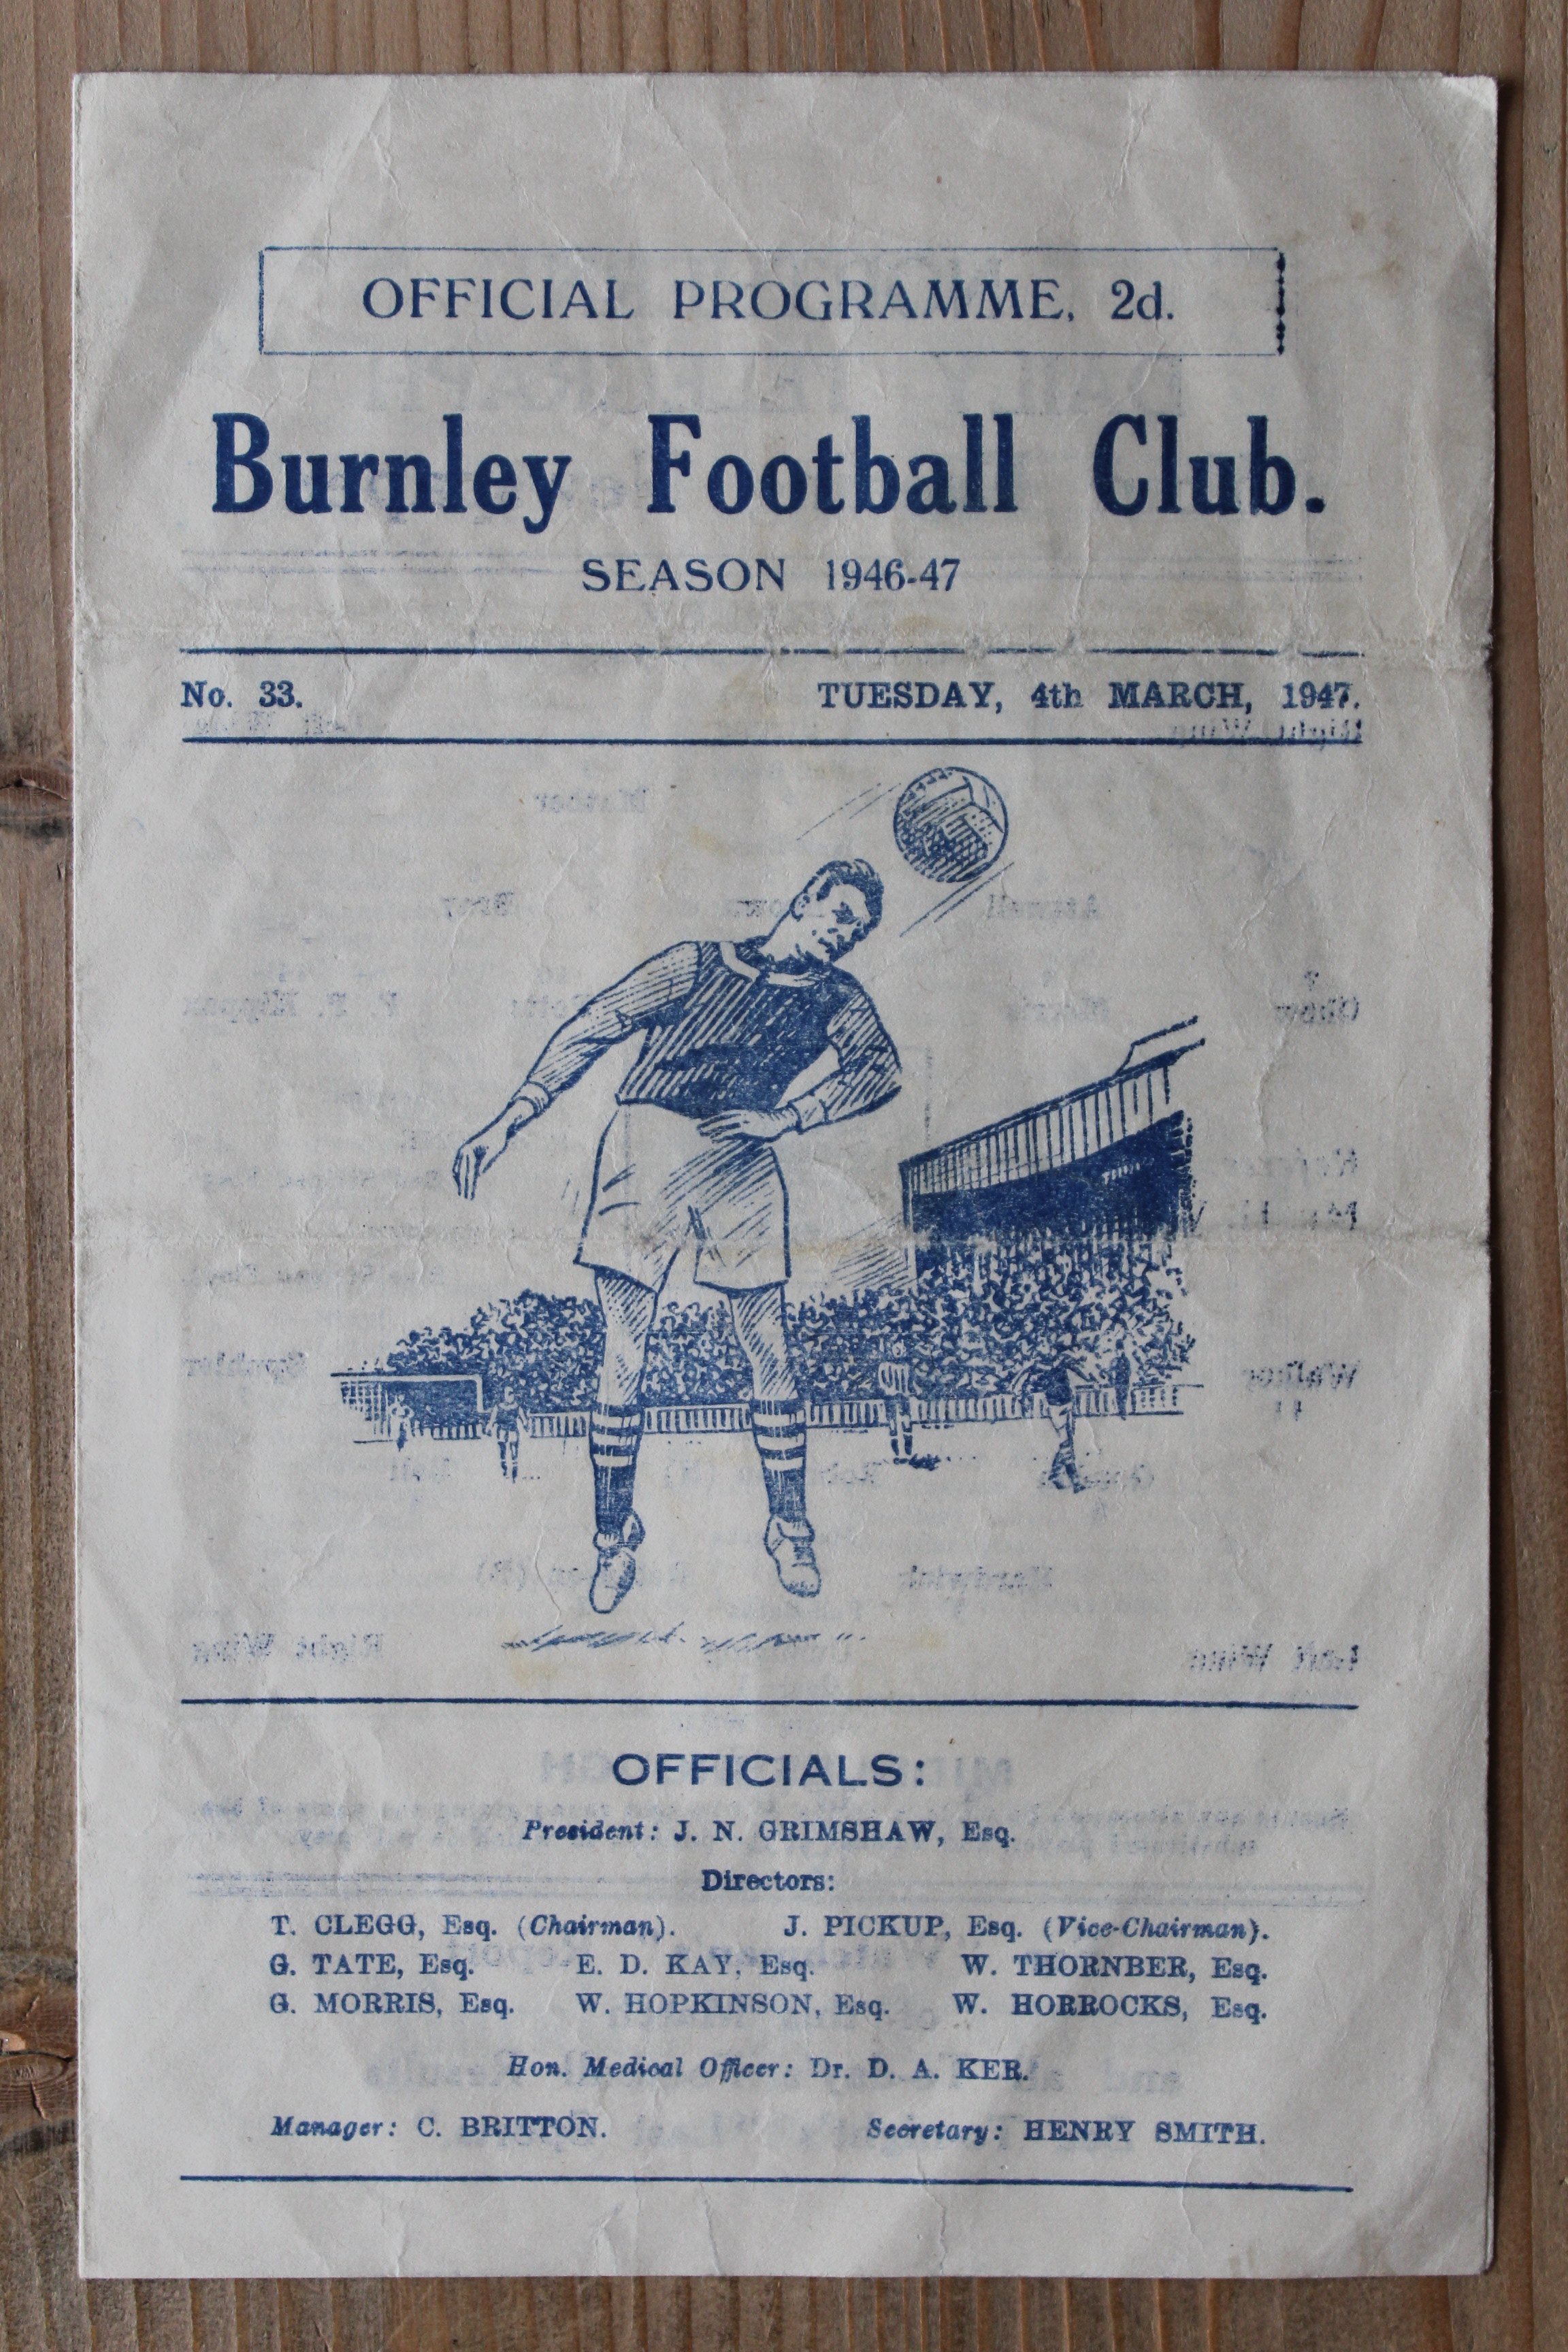 OFFICIAL PROGRAMME, 2d.
Burnley Football Club.
SEASON 1946-47
No. 33. TUESDAY, 4th MARCH, 1947.
OFFICIALS:
President: J. N. GRIMSHAW, Esq.
Directors:
T. CLEGG, Esq. (Chairman). J. PICKUP, Esq. (Vice-Chairman).
G. TATE, Esq. E. D. KAY, Esq. W. THORNBER, Esq.
G. MORRIS, Esq. W. HOPKINSON, Esq. W. HORROCKS, Esq.
Hon. Medical Officer: Dr. D. A. KER.
Manager: C. BRITTON. Secretary: HENRY SMITH.